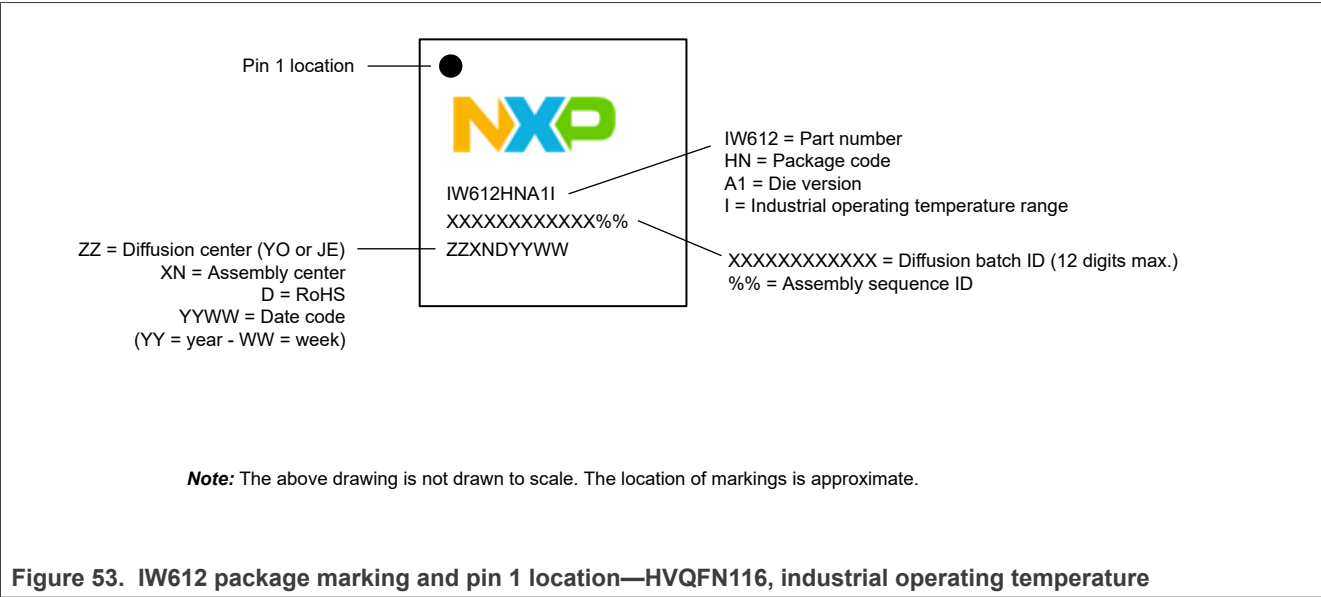 Pin 1 location
NXP
IW612 = Part number
HN = Package code
A1 = Die version
I = Industrial operating temperature range
IW612HNA1I
XXXXXXXXXXXX%%
ZZXNDYYWW
ZZ = Diffusion center (YO or JE)
XN = Assembly center
D = RoHS
YYWW = Date code
(YY = year - WW = week)
XXXXXXXXXXXX = Diffusion batch ID (12 digits max.)
%% = Assembly sequence ID
Note: The above drawing is not drawn to scale. The location of markings is approximate.
Figure 53. IW612 package marking and pin 1 location—HVQFN116, industrial operating temperature